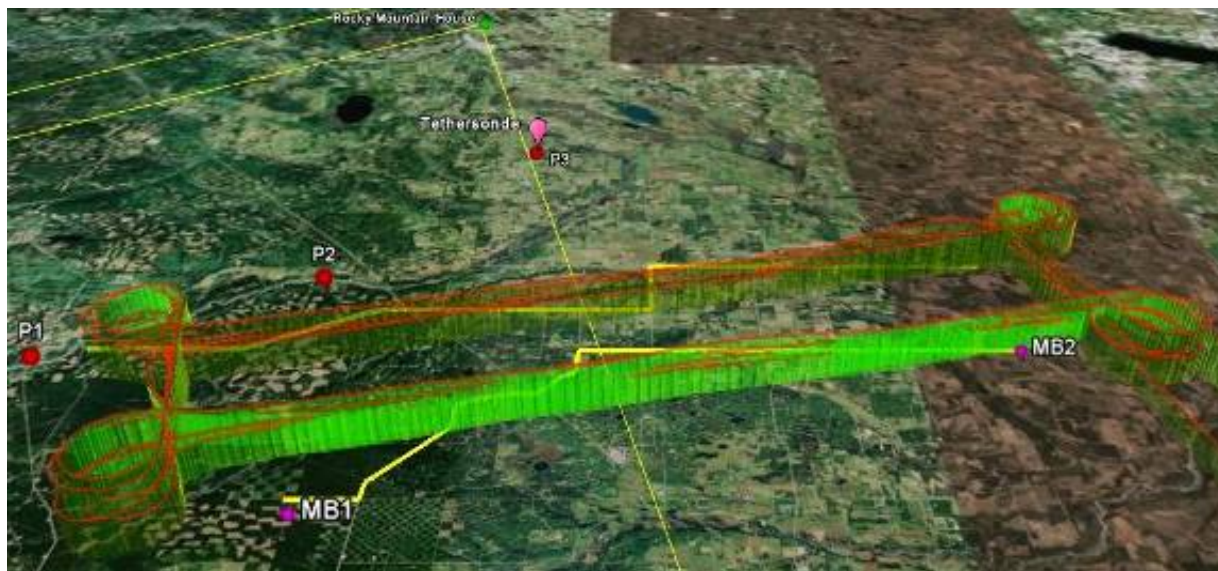 Rocky Mountain House
Tethersonde
P3
P2
P1
MB2
MB1